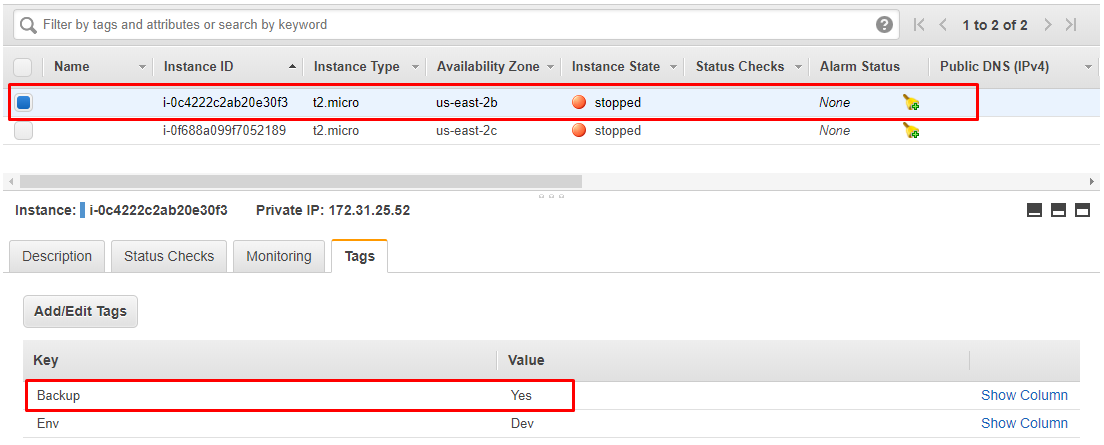 Filter by tags and attributes or search by keyword ? 1 to 2 of 2
Name Instance ID Instance Type Availability Zone Instance State Status Checks Alarm Status Public DNS (IPv4)
i-0c4222c2ab20e30f3 t2.micro us-east-2b stopped None
i-0f688a099f7052189 t2.micro us-east-2c stopped None
Instance: i-0c4222c2ab20e30f3 Private IP: 172.31.25.52
Description Status Checks Monitoring Tags
Add/Edit Tags
Key Value
Backup Yes Show Column
Env Dev Show Column